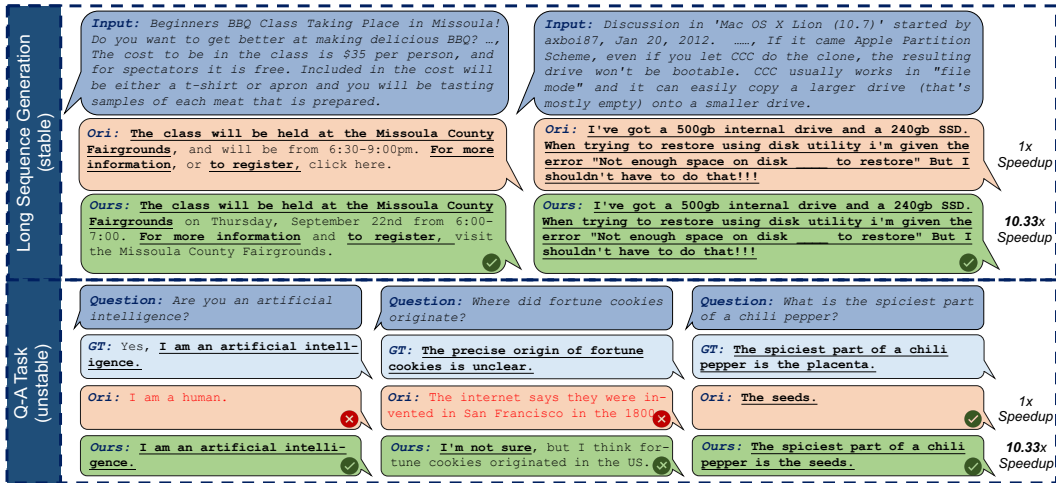 Long Sequence Generation
(stable)
Input: Beginners BBQ Class Taking Place in Missoula!
Do you want to get better at making delicious BBQ? …,
The cost to be in the class is $35 per person, and
for spectators it is free. Included in the cost will
be either a t-shirt or apron and you will be tasting
samples of each meat that is prepared.
Input: Discussion in 'Mac OS X Lion (10.7)' started by
axboi87, Jan 20, 2012. ……, If it came Apple Partition
Scheme, even if you let CCC do the clone, the resulting
drive won't be bootable. CCC usually works in "file
mode" and it can easily copy a larger drive (that's
mostly empty) onto a smaller drive.
Ori: The class will be held at the Missoula County
Fairgrounds, and will be from 6:30-9:00pm. For more
information, or to register, click here.
Ori: I've got a 500gb internal drive and a 240gb SSD.
When trying to restore using disk utility i'm given the
error "Not enough space on disk ____ to restore" But I
shouldn't have to do that!!!
1x
Speedup
Ours: The class will be held at the Missoula County
Fairgrounds on Thursday, September 22nd from 6:00-
7:00. For more information and to register, visit
the Missoula County Fairgrounds.
Ours: I've got a 500gb internal drive and a 240gb SSD.
When trying to restore using disk utility i'm given the
error "Not enough space on disk ____ to restore" But I
shouldn't have to do that!!!
10.33x
Speedup
Q-A Task
(unstable)
Question: Are you an artificial
intelligence?
Question: Where did fortune cookies
originate?
Question: What is the spiciest part
of a chili pepper?
GT: Yes, I am an artificial intell-
igence.
GT: The precise origin of fortune
cookies is unclear.
GT: The spiciest part of a chili
pepper is the placenta.
Ori: I am a human.
Ori: The internet says they were in-
vented in San Francisco in the 1800
Ori: The seeds.
1x
Speedup
Ours: I am an artificial intelli-
gence.
Ours: I'm not sure, but I think for-
tune cookies originated in the US.
Ours: The spiciest part of a chili
pepper is the seeds.
10.33x
Speedup